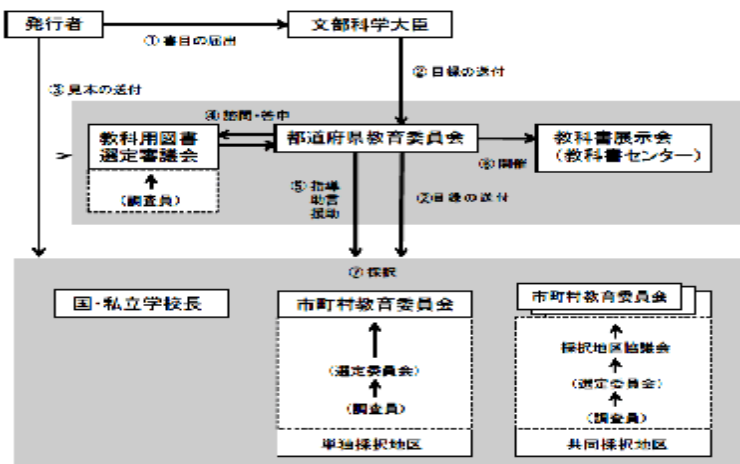 発行者
文部科学大臣
①書目の届出
②目録の送付
③見本の送付
④諮問・答申
教科用図書
選定審議会
都道府県教育委員会
教科書展示会
（教科書センター）
⑥開催
（調査員）
⑤指導
助言
援助
②目録の送付
⑦採択
国・私立学校長
市町村教育委員会
市町村教育委員会
採択地区協議会
（選定委員会）
（選定委員会）
（調査員）
（調査員）
単独採択地区
共同採択地区